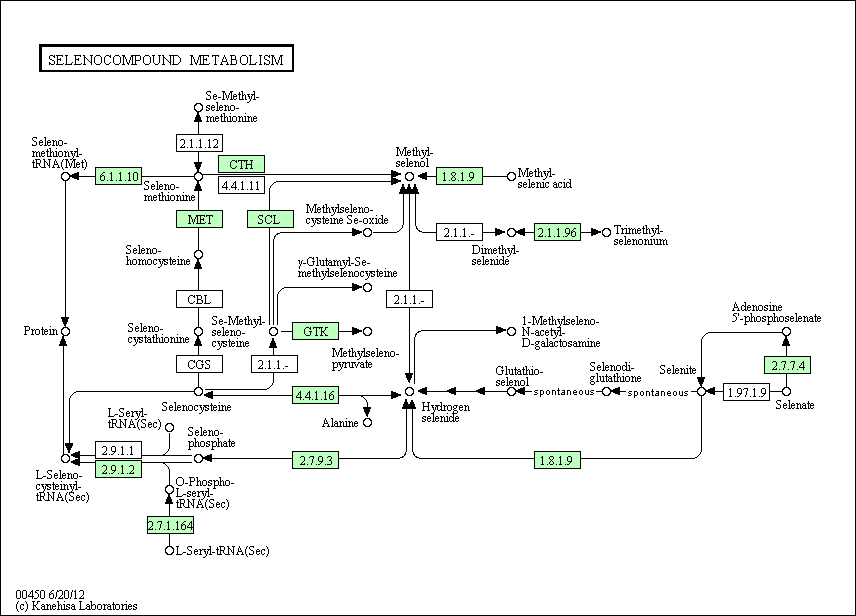 SELENOCOMPOUND METABOLISM
Se-Methyl-
seleno-
methionine
2.1.1.12
Seleno-
methionyl-
tRNA(Met)
6.1.1.10
Seleno-
methionine
CTH
4.4.1.11
Methyl-
selenol
1.8.1.9
Methyl-
selenic acid
MET
SCL
Methylseleno-
cysteine Se-oxide
2.1.1.-
Dimethyl-
selenide
2.1.1.96
Trimethyl-
selenonium
Seleno-
homocysteine
γ-Glutamyl-Se-
methylselenocysteine
CBL
2.1.1.-
Protein
Seleno-
cystathionine
Se-Methyl-
seleno-
cysteine
GTK
Methylseleno-
pyruvate
1-Methylseleno-
N-acetyl-
D-galactosamine
Adenosine
5'-phosphoselenate
CGS
2.1.1.-
Glutathio-
selenol
Selenodi-
glutathione
Selenite
2.7.7.4
Selenocysteine
4.4.1.16
Alanine
Hydrogen
selenide
spontaneous
spontaneous
1.97.1.9
Selenate
L-Seryl-
tRNA(Sec)
Seleno-
phosphate
2.9.1.1
2.9.1.2
2.7.9.3
1.8.1.9
L-Seleno-
cysteinyl-
tRNA(Sec)
O-Phospho-
L-seryl-
tRNA(Sec)
2.7.1.164
L-Seryl-tRNA(Sec)
00450 6/20/12
(c) Kanehisa Laboratories